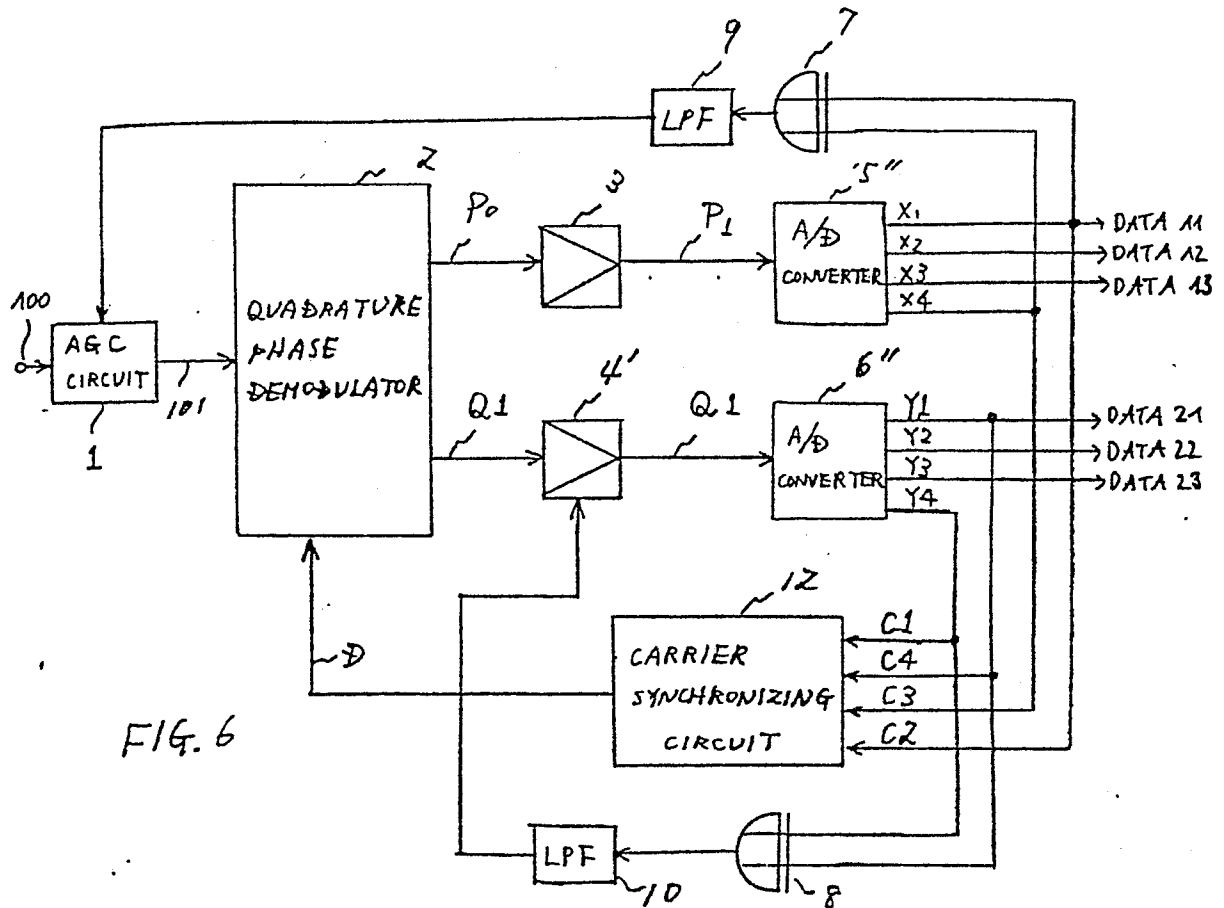 9
7
LPF
2
P0
3
P1
5"
A/D
CONVERTER
X1
X2
X3
X4
DATA 11
DATA 12
DATA 13
100
AGC
CIRCUIT
101
1
QUADRATURE
PHASE
DEMODULATOR
Q1
4'
Q1
6"
A/D
CONVERTER
Y1
Y2
Y3
Y4
DATA 21
DATA 22
DATA 23
12
D
CARRIER
SYNCHRONIZING
CIRCUIT
C1
C4
C3
C2
FIG. 6
LPF
10
8